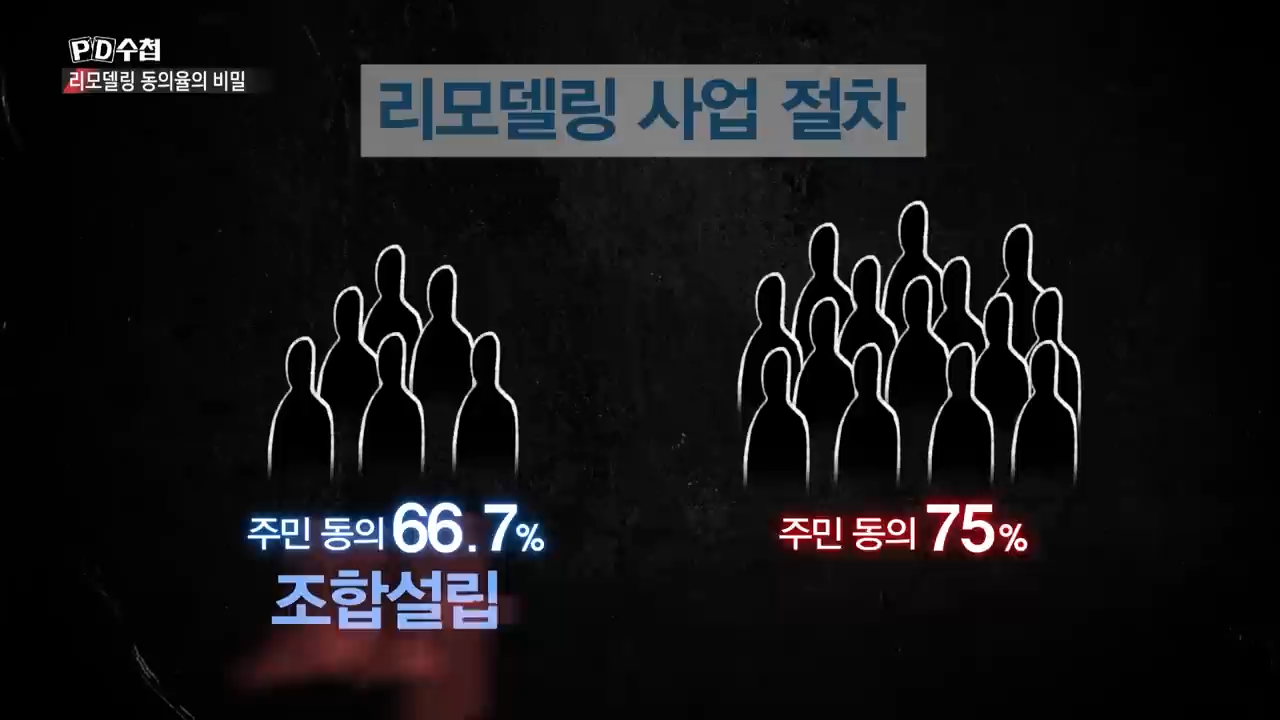 PD수첩
리모델링 동의율의 비밀
리모델링 사업 절차
주민 동의 66.7%
조합설립
주민 동의 75%